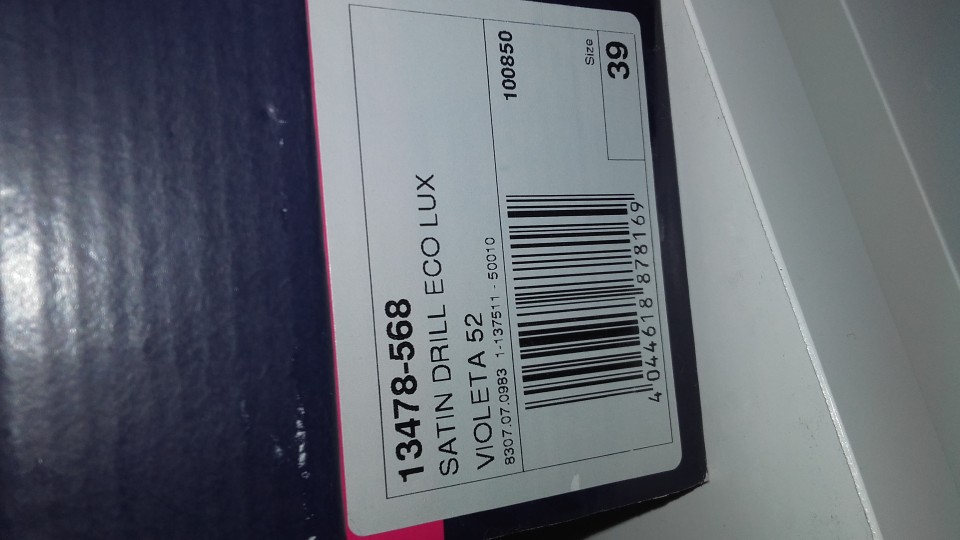 13478-568
SATIN DRILL ECO LUX
VIOLETA 52
8307.07.0983 1-137511 - 50010
100850
Size
39
4 044618 878169